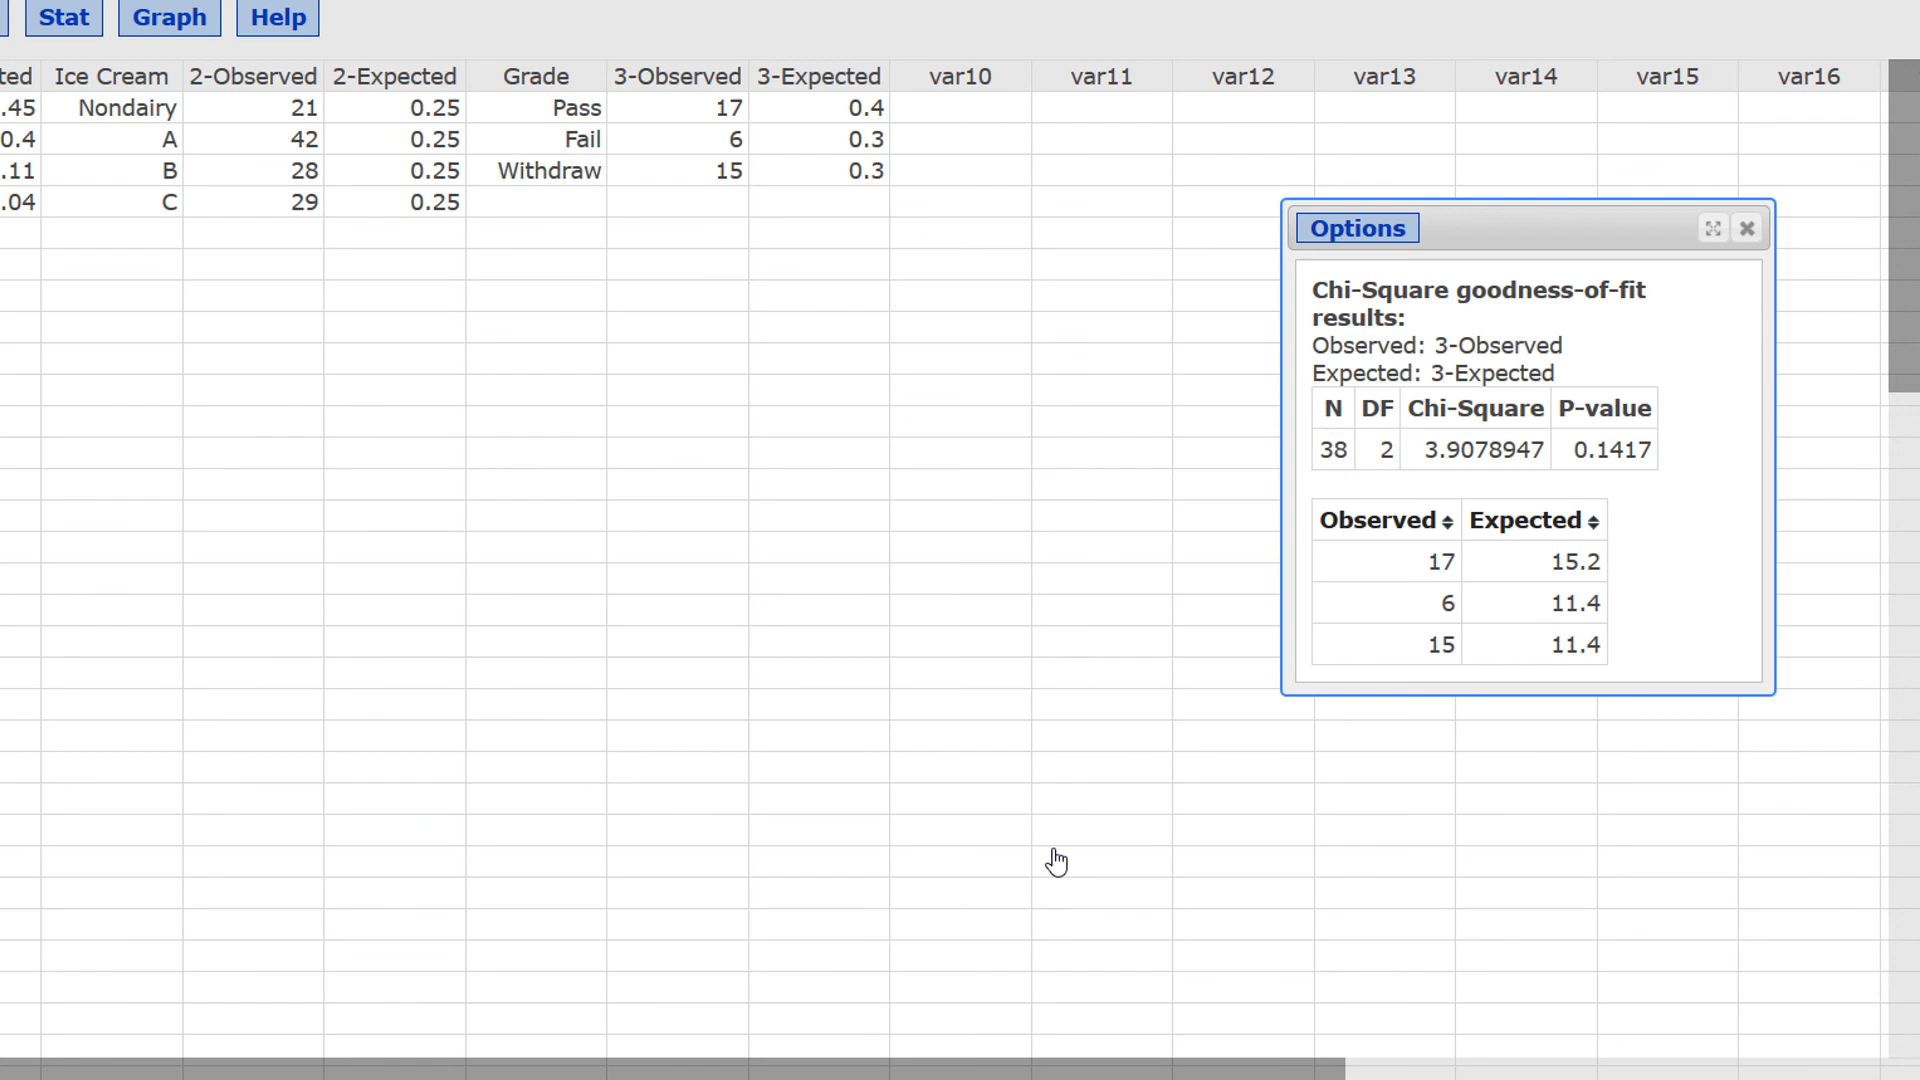 Stat Graph Help
ted Ice Cream 2-Observed 2-Expected Grade 3-Observed 3-Expected var10 var11 var12 var13 var14 var15 var16
.45 Nondairy 21 0.25 Pass 17 0.4
0.4 A 42 0.25 Fail 6 0.3
.11 B 28 0.25 Withdraw 15 0.3
.04 C 29 0.25
Options
Chi-Square goodness-of-fit
results:
Observed: 3-Observed
Expected: 3-Expected
N DF Chi-Square P-value
38 2 3.9078947 0.1417
Observed Expected
17 15.2
6 11.4
15 11.4